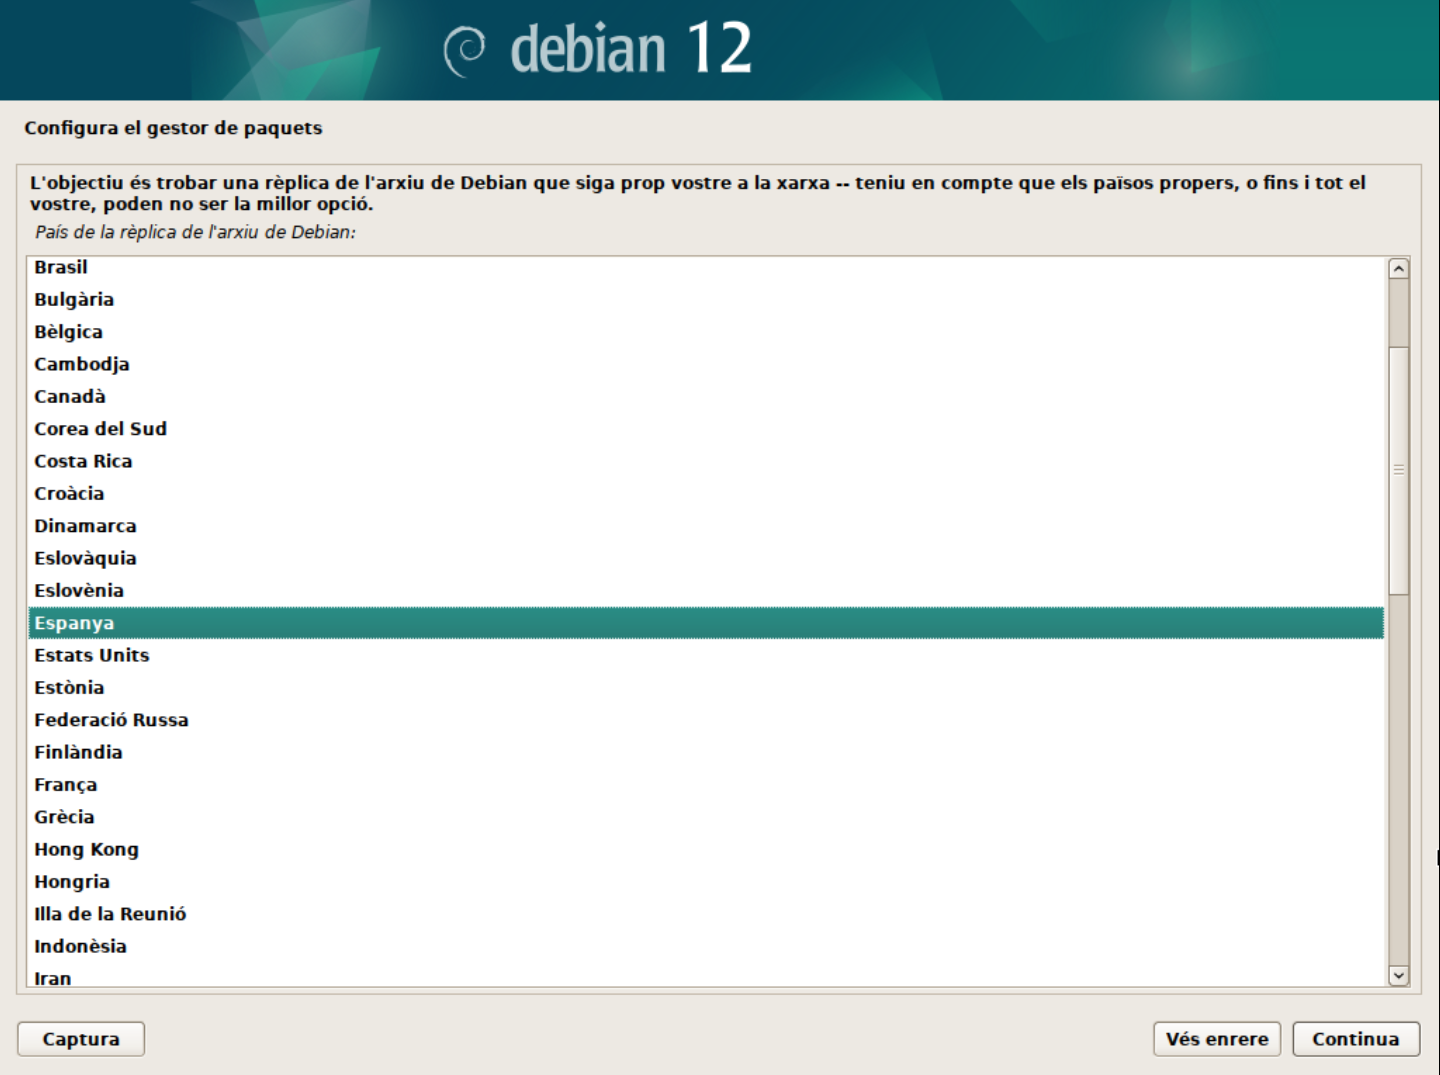 debian 12
Configura el gestor de paquets
L'objectiu és trobar una rèplica de l'arxiu de Debian que siga prop vostre a la xarxa -- teniu en compte que els països propers, o fins i tot el
vostre, poden no ser la millor opció.
País de la rèplica de l'arxiu de Debian:
Brasil
Bulgària
Bèlgica
Cambodja
Canadà
Corea del Sud
Costa Rica
Croàcia
Dinamarca
Eslovàquia
Eslovènia
Espanya
Estats Units
Estònia
Federació Russa
Finlàndia
França
Grècia
Hong Kong
Hongria
Illa de la Reunió
Indonèsia
Iran
Captura
Vés enrere
Continua